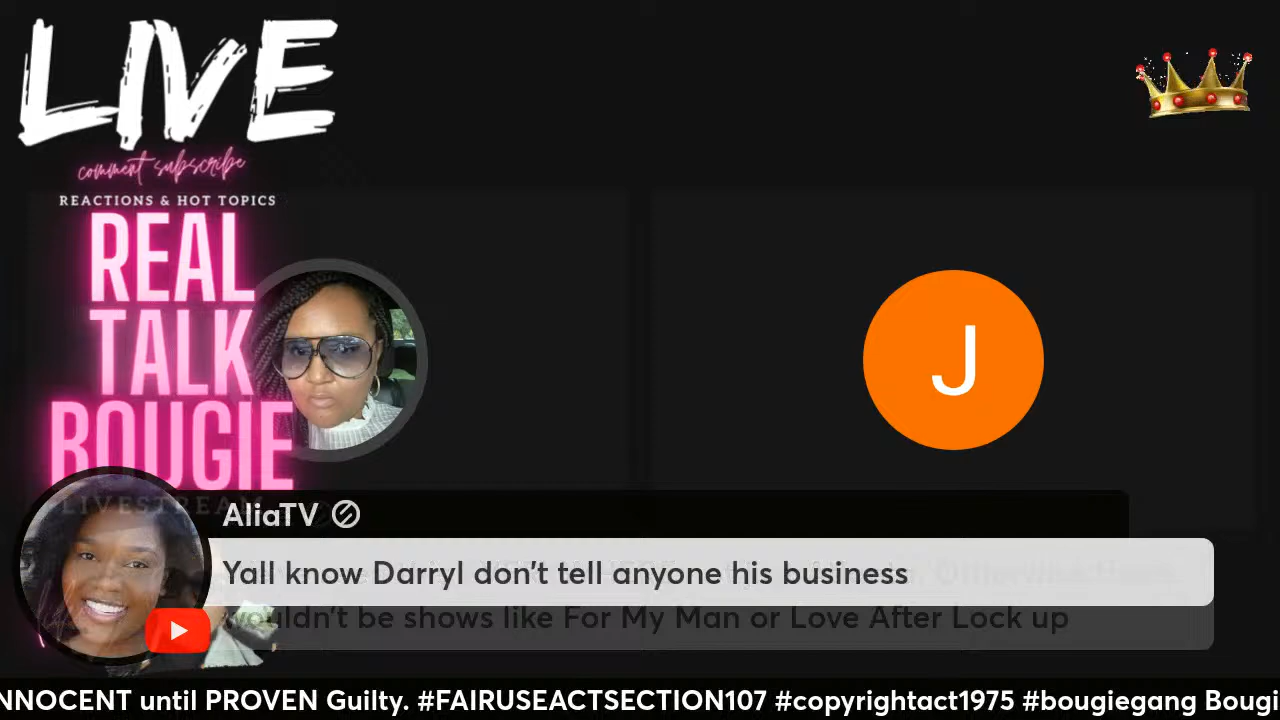 LIVE
comment subscribe
REACTIONS & HOT TOPICS
REAL
TALK
BOUGIE
LIVESTREAM
J
AliaTV
Yall know Darryl don't tell anyone his business
wouldn't be shows like For My Man or Love After Lock up
NNOCENT until PROVEN Guilty. #FAIRUSEACTSECTION107 #copyrightact1975 #bougiegang Bougi